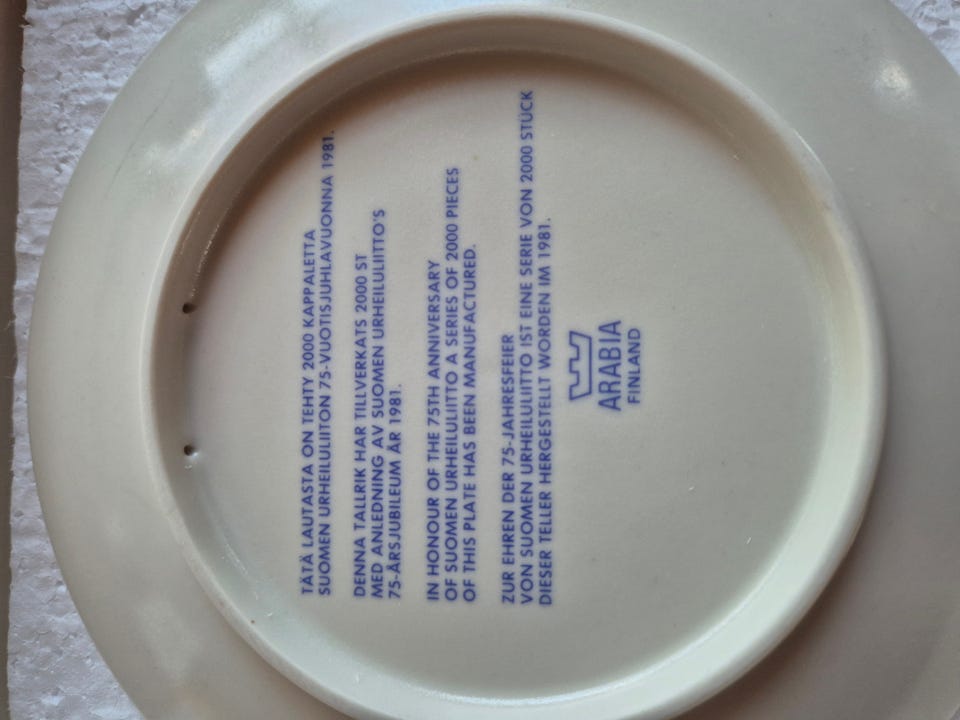 TÄTÄ LAUTASTA ON TEHTY 2000 KAPPALETTA
SUOMEN URHEILULIITON 75-VUOTISJUHLAVUONNA 1981.
DENNA TALLRIK HAR TILLVERKATS 2000 ST
MED ANLEDNING AV SUOMEN URHEILULIITTO'S
75-ÅRSJUBILEUM ÅR 1981.
IN HONOUR OF THE 75TH ANNIVERSARY
OF SUOMEN URHEILULIITTO A SERIES OF 2000 PIECES
OF THIS PLATE HAS BEEN MANUFACTURED.
ZUR EHREN DER 75-JAHRESFEIER
VON SUOMEN URHEILULIITTO IST EINE SERIE VON 2000 STÜCK
DIESER TELLER HERGESTELLT WORDEN IM 1981.
ARABIA
FINLAND